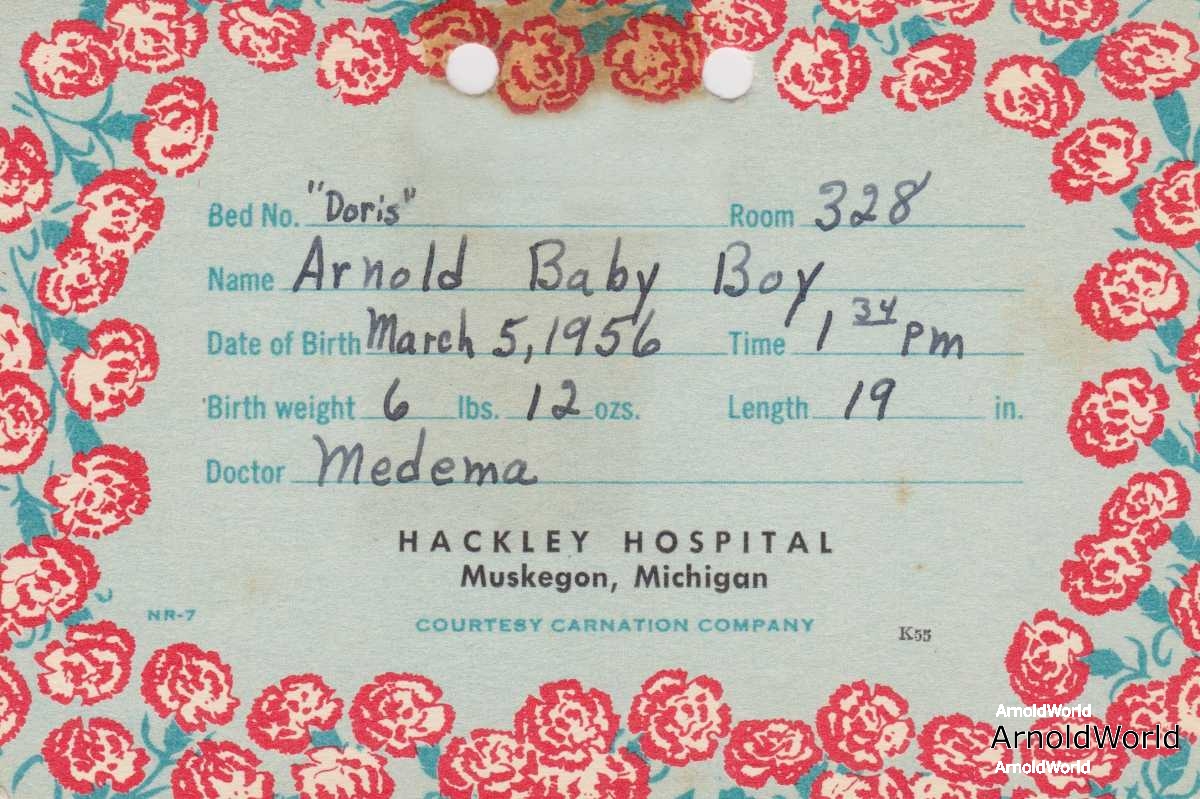 Bed No. "Doris" Room 328
Name Arnold Baby Boy
Date of Birth March 5, 1956 Time 1 34 pm
Birth weight 6 lbs. 12 ozs. Length 19 in.
Doctor Medema
HACKLEY HOSPITAL
Muskegon, Michigan
NR-7
COURTESY CARNATION COMPANY
K55
ArnoldWorld
ArnoldWorld
ArnoldWorld